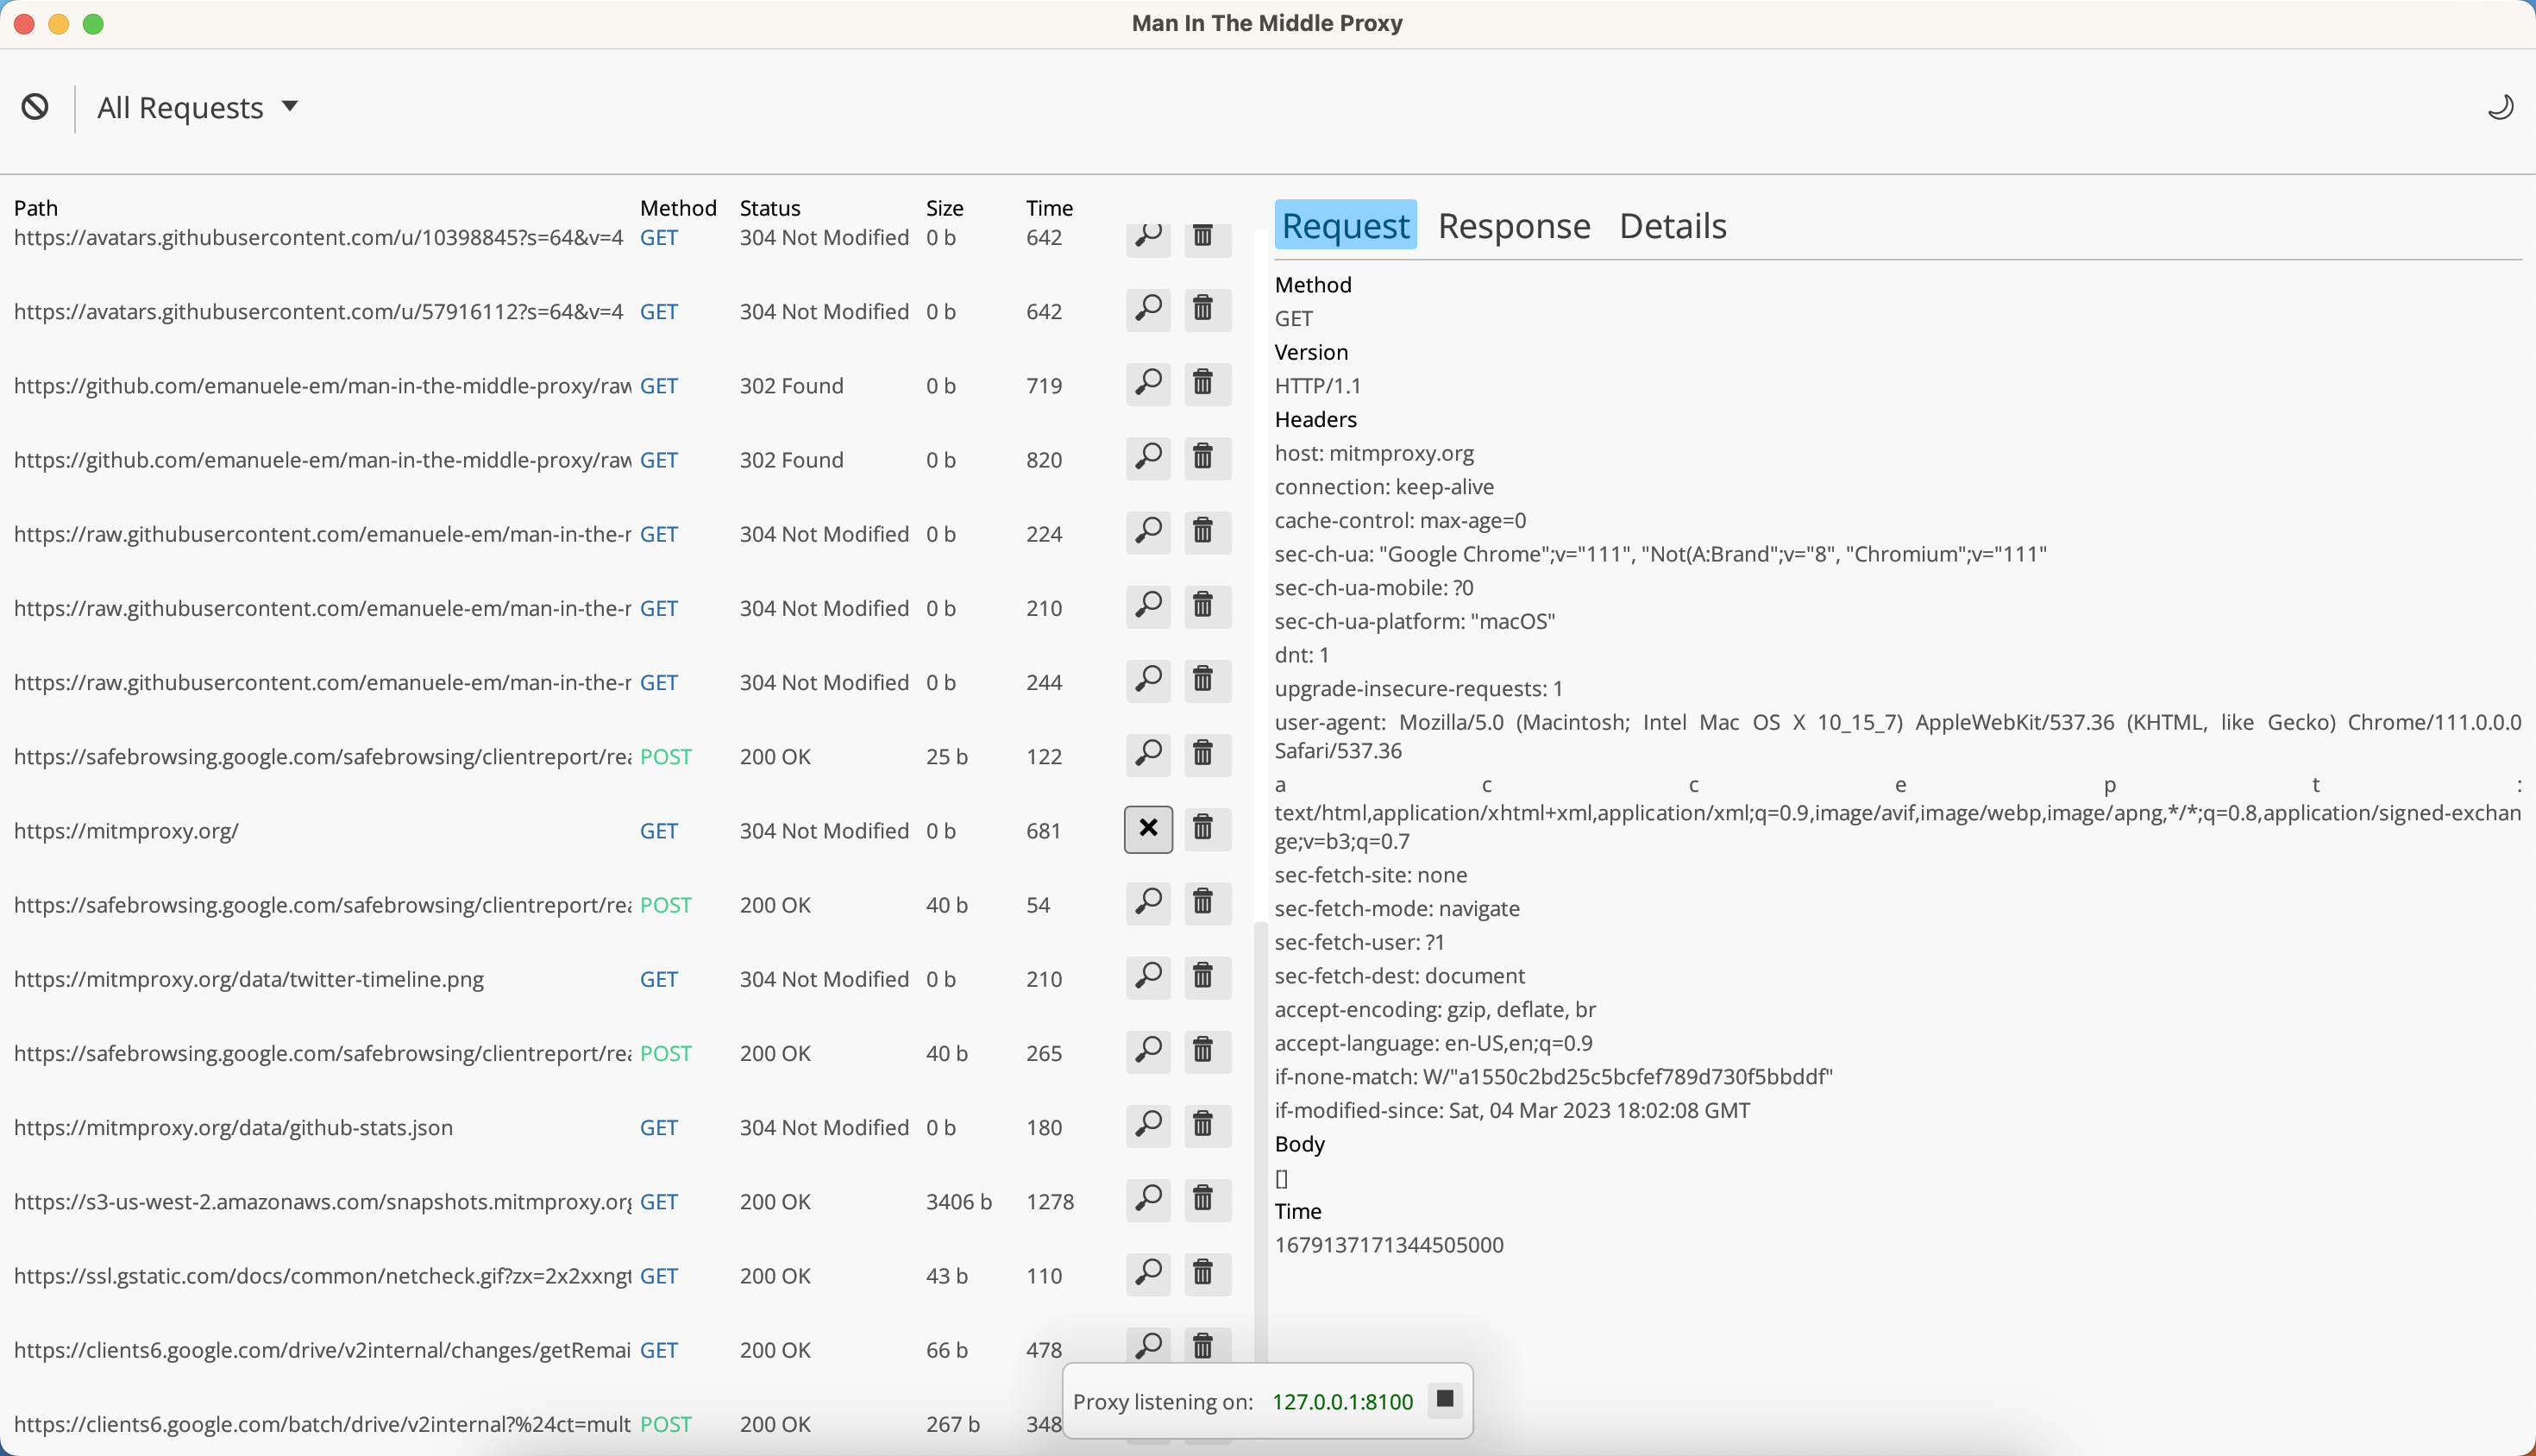 Man In The Middle Proxy
All Requests
Path Method Status Size Time
https://avatars.githubusercontent.com/u/10398845?s=64&v=4 GET 304 Not Modified 0 b 642
https://avatars.githubusercontent.com/u/57916112?s=64&v=4 GET 304 Not Modified 0 b 642
https://github.com/emanuele-em/man-in-the-middle-proxy/raw GET 302 Found 0 b 719
https://github.com/emanuele-em/man-in-the-middle-proxy/raw GET 302 Found 0 b 820
https://raw.githubusercontent.com/emanuele-em/man-in-the-r GET 304 Not Modified 0 b 224
https://raw.githubusercontent.com/emanuele-em/man-in-the-r GET 304 Not Modified 0 b 210
https://raw.githubusercontent.com/emanuele-em/man-in-the-r GET 304 Not Modified 0 b 244
https://safebrowsing.google.com/safebrowsing/clientreport/rea POST 200 OK 25 b 122
https://mitmproxy.org/ GET 304 Not Modified 0 b 681
https://safebrowsing.google.com/safebrowsing/clientreport/rea POST 200 OK 40 b 54
https://mitmproxy.org/data/twitter-timeline.png GET 304 Not Modified 0 b 210
https://safebrowsing.google.com/safebrowsing/clientreport/rea POST 200 OK 40 b 265
https://mitmproxy.org/data/github-stats.json GET 304 Not Modified 0 b 180
https://s3-us-west-2.amazonaws.com/snapshots.mitmproxy.org GET 200 OK 3406 b 1278
https://ssl.gstatic.com/docs/common/netcheck.gif?zx=2x2xxngt GET 200 OK 43 b 110
https://clients6.google.com/drive/v2internal/changes/getRemai GET 200 OK 66 b 478
https://clients6.google.com/batch/drive/v2internal?%24ct=mult POST 200 OK 267 b 348
Request Response Details
Method
GET
Version
HTTP/1.1
Headers
host: mitmproxy.org
connection: keep-alive
cache-control: max-age=0
sec-ch-ua: "Google Chrome";v="111", "Not(A:Brand";v="8", "Chromium";v="111"
sec-ch-ua-mobile: ?0
sec-ch-ua-platform: "macOS"
dnt: 1
upgrade-insecure-requests: 1
user-agent: Mozilla/5.0 (Macintosh; Intel Mac OS X 10_15_7) AppleWebKit/537.36 (KHTML, like Gecko) Chrome/111.0.0.0
Safari/537.36
a c c e p t :
text/html,application/xhtml+xml,application/xml;q=0.9,image/avif,image/webp,image/apng,*/*;q=0.8,application/signed-exchan
ge;v=b3;q=0.7
sec-fetch-site: none
sec-fetch-mode: navigate
sec-fetch-user: ?1
sec-fetch-dest: document
accept-encoding: gzip, deflate, br
accept-language: en-US,en;q=0.9
if-none-match: W/"a1550c2bd25c5bcfef789d730f5bbddf"
if-modified-since: Sat, 04 Mar 2023 18:02:08 GMT
Body
[]
Time
1679137171344505000
Proxy listening on: 127.0.0.1:8100